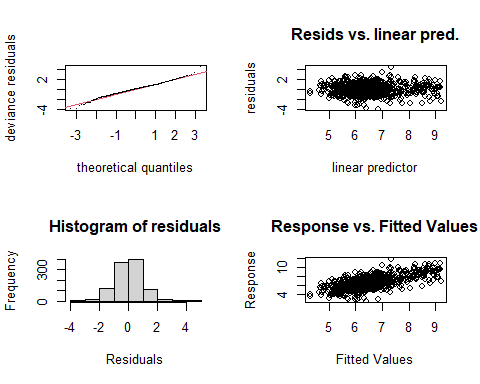 deviance residuals
-4
2
-3
-1
1
2
3
theoretical quantiles
Resids vs. linear pred.
residuals
-4
2
5
6
7
8
9
linear predictor
Histogram of residuals
Frequency
0
300
-4
-2
0
2
4
Residuals
Response vs. Fitted Values
Response
4
10
5
6
7
8
9
Fitted Values